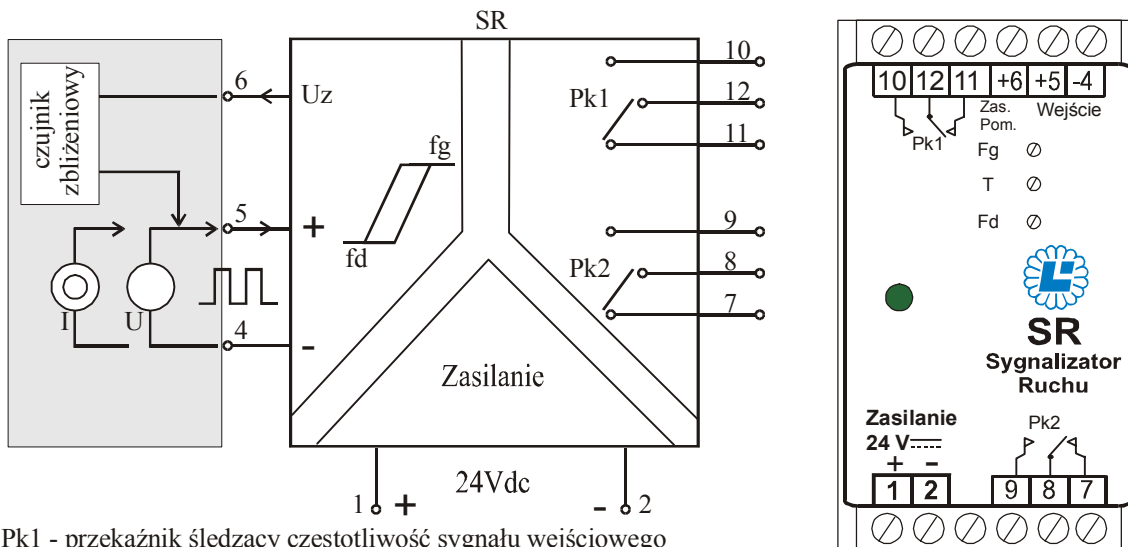 SR
czujnik
zbliżeniowy
6
Uz
5
+
fg
fd
I
U
4
-
Pk1
10
12
11
Pk2
9
8
7
Zasilanie
24Vdc
1 +
- 2
Pk1 - przekaźnik śledzący częstotliwość sygnału wejściowego
10 12 11 +6 +5 -4
Pk1
Zas.
Pom.
Wejście
Fg
T
Fd
SR
Sygnalizator
Ruchu
Zasilanie
24 V
+ -
1 2
Pk2
9 8 7